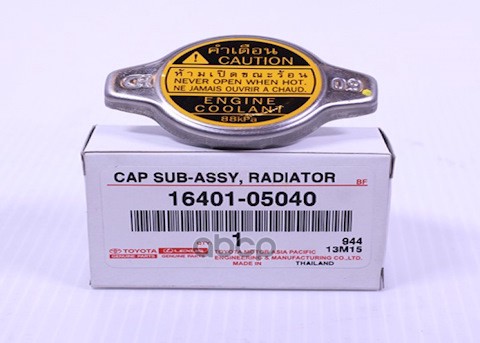 คำเตือน
! CAUTION
ห้ามเปิดขณะร้อน
NEVER OPEN WHEN HOT.
NE JAMAIS OUVRIR A CHAUD.
ENGINE
COOLANT
88kPa
CAP SUB-ASSY, RADIATOR
BF
16401-05040
1
944
13M15
TOYOTA
GENUINE PARTS
LEXUS
GENUINE PARTS
TOYOTA MOTOR ASIA PACIFIC
ENGINEERING & MANUFACTURING CO.,LTD.
MADE IN THAILAND
abcp